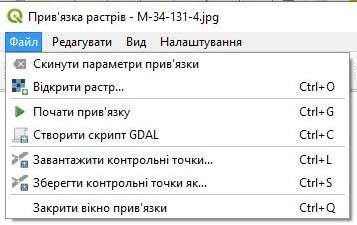 Прив'язка растрів - M-34-131-4.jpg
Файл Редагувати Вид Налаштування
Скинути параметри прив'язки
Відкрити растр... Ctrl+O
Почати прив'язку Ctrl+G
Створити скрипт GDAL Ctrl+C
Завантажити контрольні точки... Ctrl+L
Зберегти контрольні точки як... Ctrl+S
Закрити вікно прив'язки Ctrl+Q